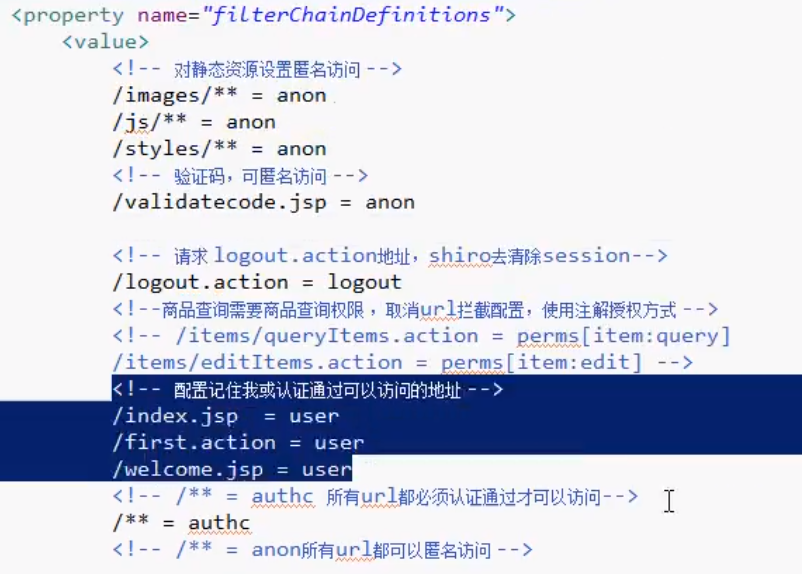 <property name="filterChainDefinitions">
<value>
<!-- 对静态资源设置匿名访问 -->
/images/** = anon
/js/** = anon
/styles/** = anon
<!-- 验证码，可匿名访问 -->
/validatecode.jsp = anon
<!-- 请求 logout.action地址，shiro去清除session-->
/logout.action = logout
<!--商品查询需要商品查询权限 ，取消url拦截配置，使用注解授权方式 -->
<!-- /items/queryItems.action = perms[item:query]
/items/editItems.action = perms[item:edit] -->
<!-- 配置记住我或认证通过可以访问的地址 -->
/index.jsp  = user
/first.action = user
/welcome.jsp = user
<!-- /** = authc 所有url都必须认证通过才可以访问-->
/** = authc
<!-- /** = anon所有url都可以匿名访问 -->